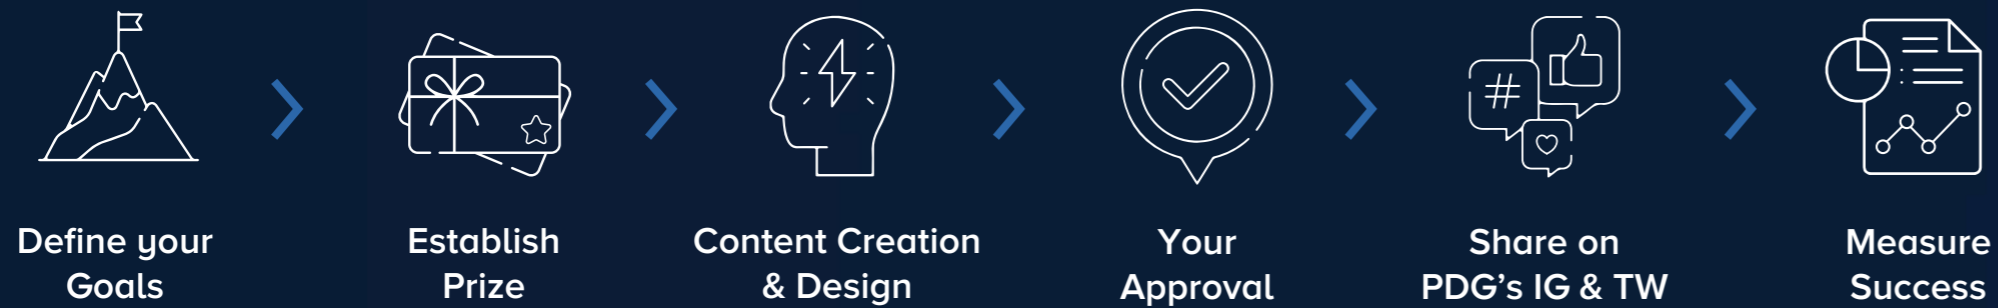 Define your
Goals
Establish
Prize
Content Creation
& Design
Your
Approval
Share on
PDG's IG & TW
Measure
Success